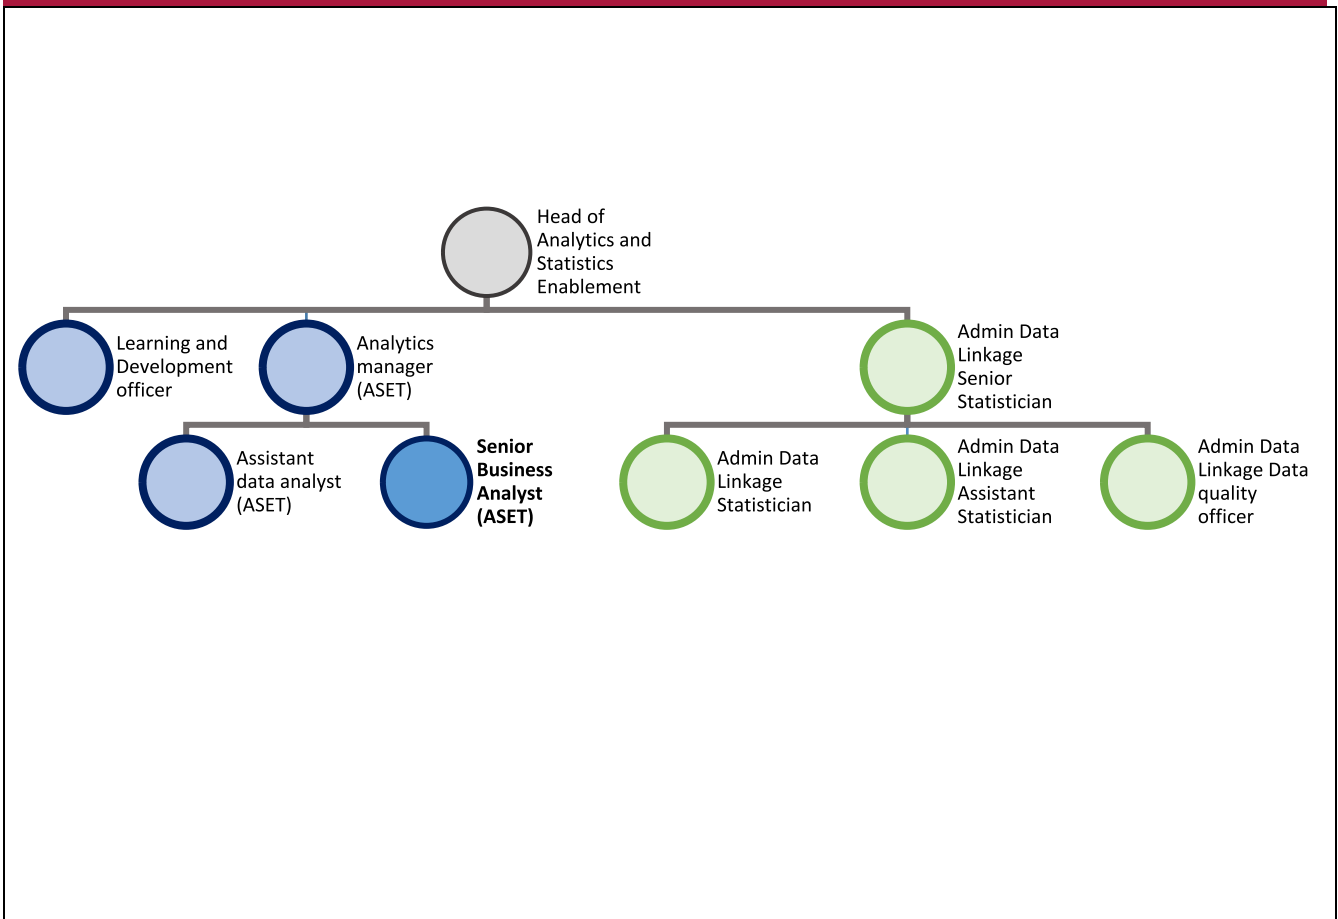 Head of
Analytics and
Statistics
Enablement
Learning and
Development
officer
Analytics
manager
(ASET)
Admin Data
Linkage
Senior
Statistician
Assistant
data analyst
(ASET)
Senior
Business
Analyst
(ASET)
Admin Data
Linkage
Statistician
Admin Data
Linkage
Assistant
Statistician
Admin Data
Linkage Data
quality
officer